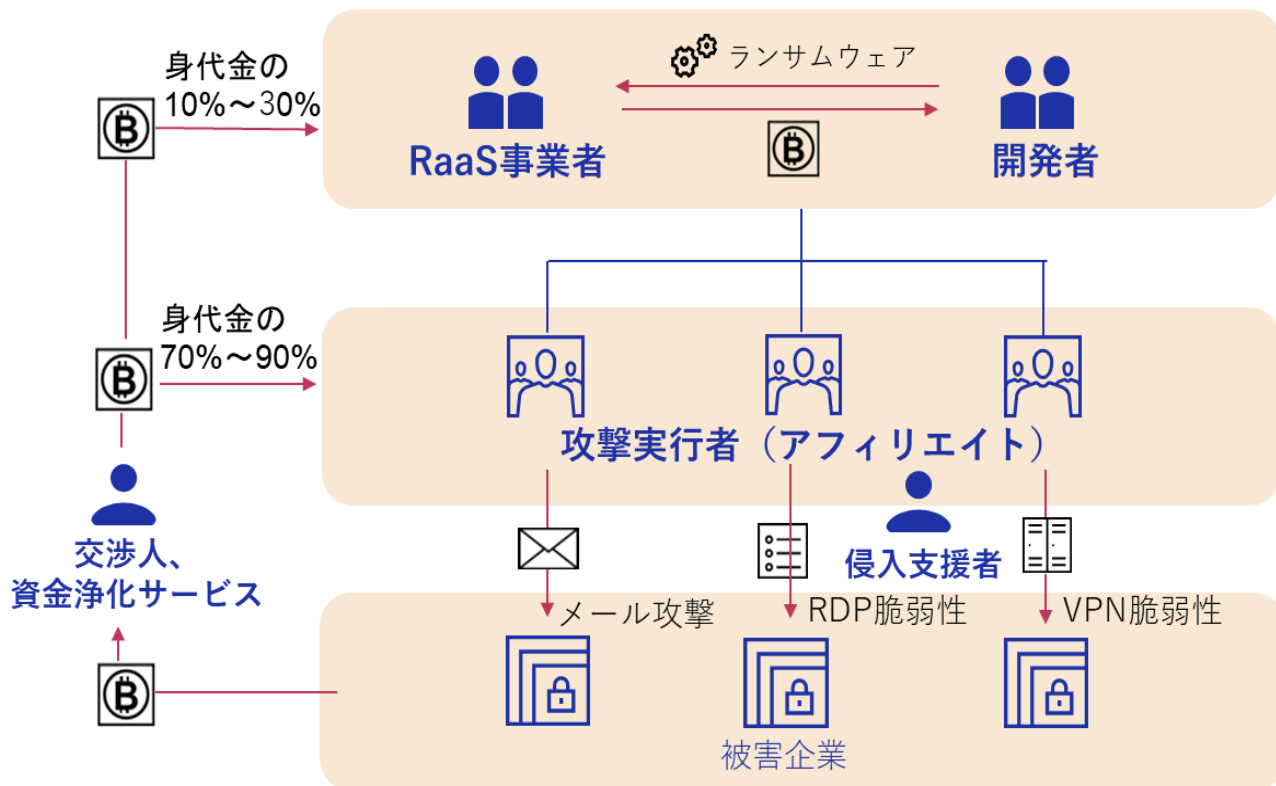 身代金の
10%～30%
ランサムウェア
RaaS事業者
開発者
身代金の
70%～90%
攻撃実行者（アフィリエイト）
交渉人、
資金浄化サービス
侵入支援者
メール攻撃
RDP脆弱性
VPN脆弱性
被害企業